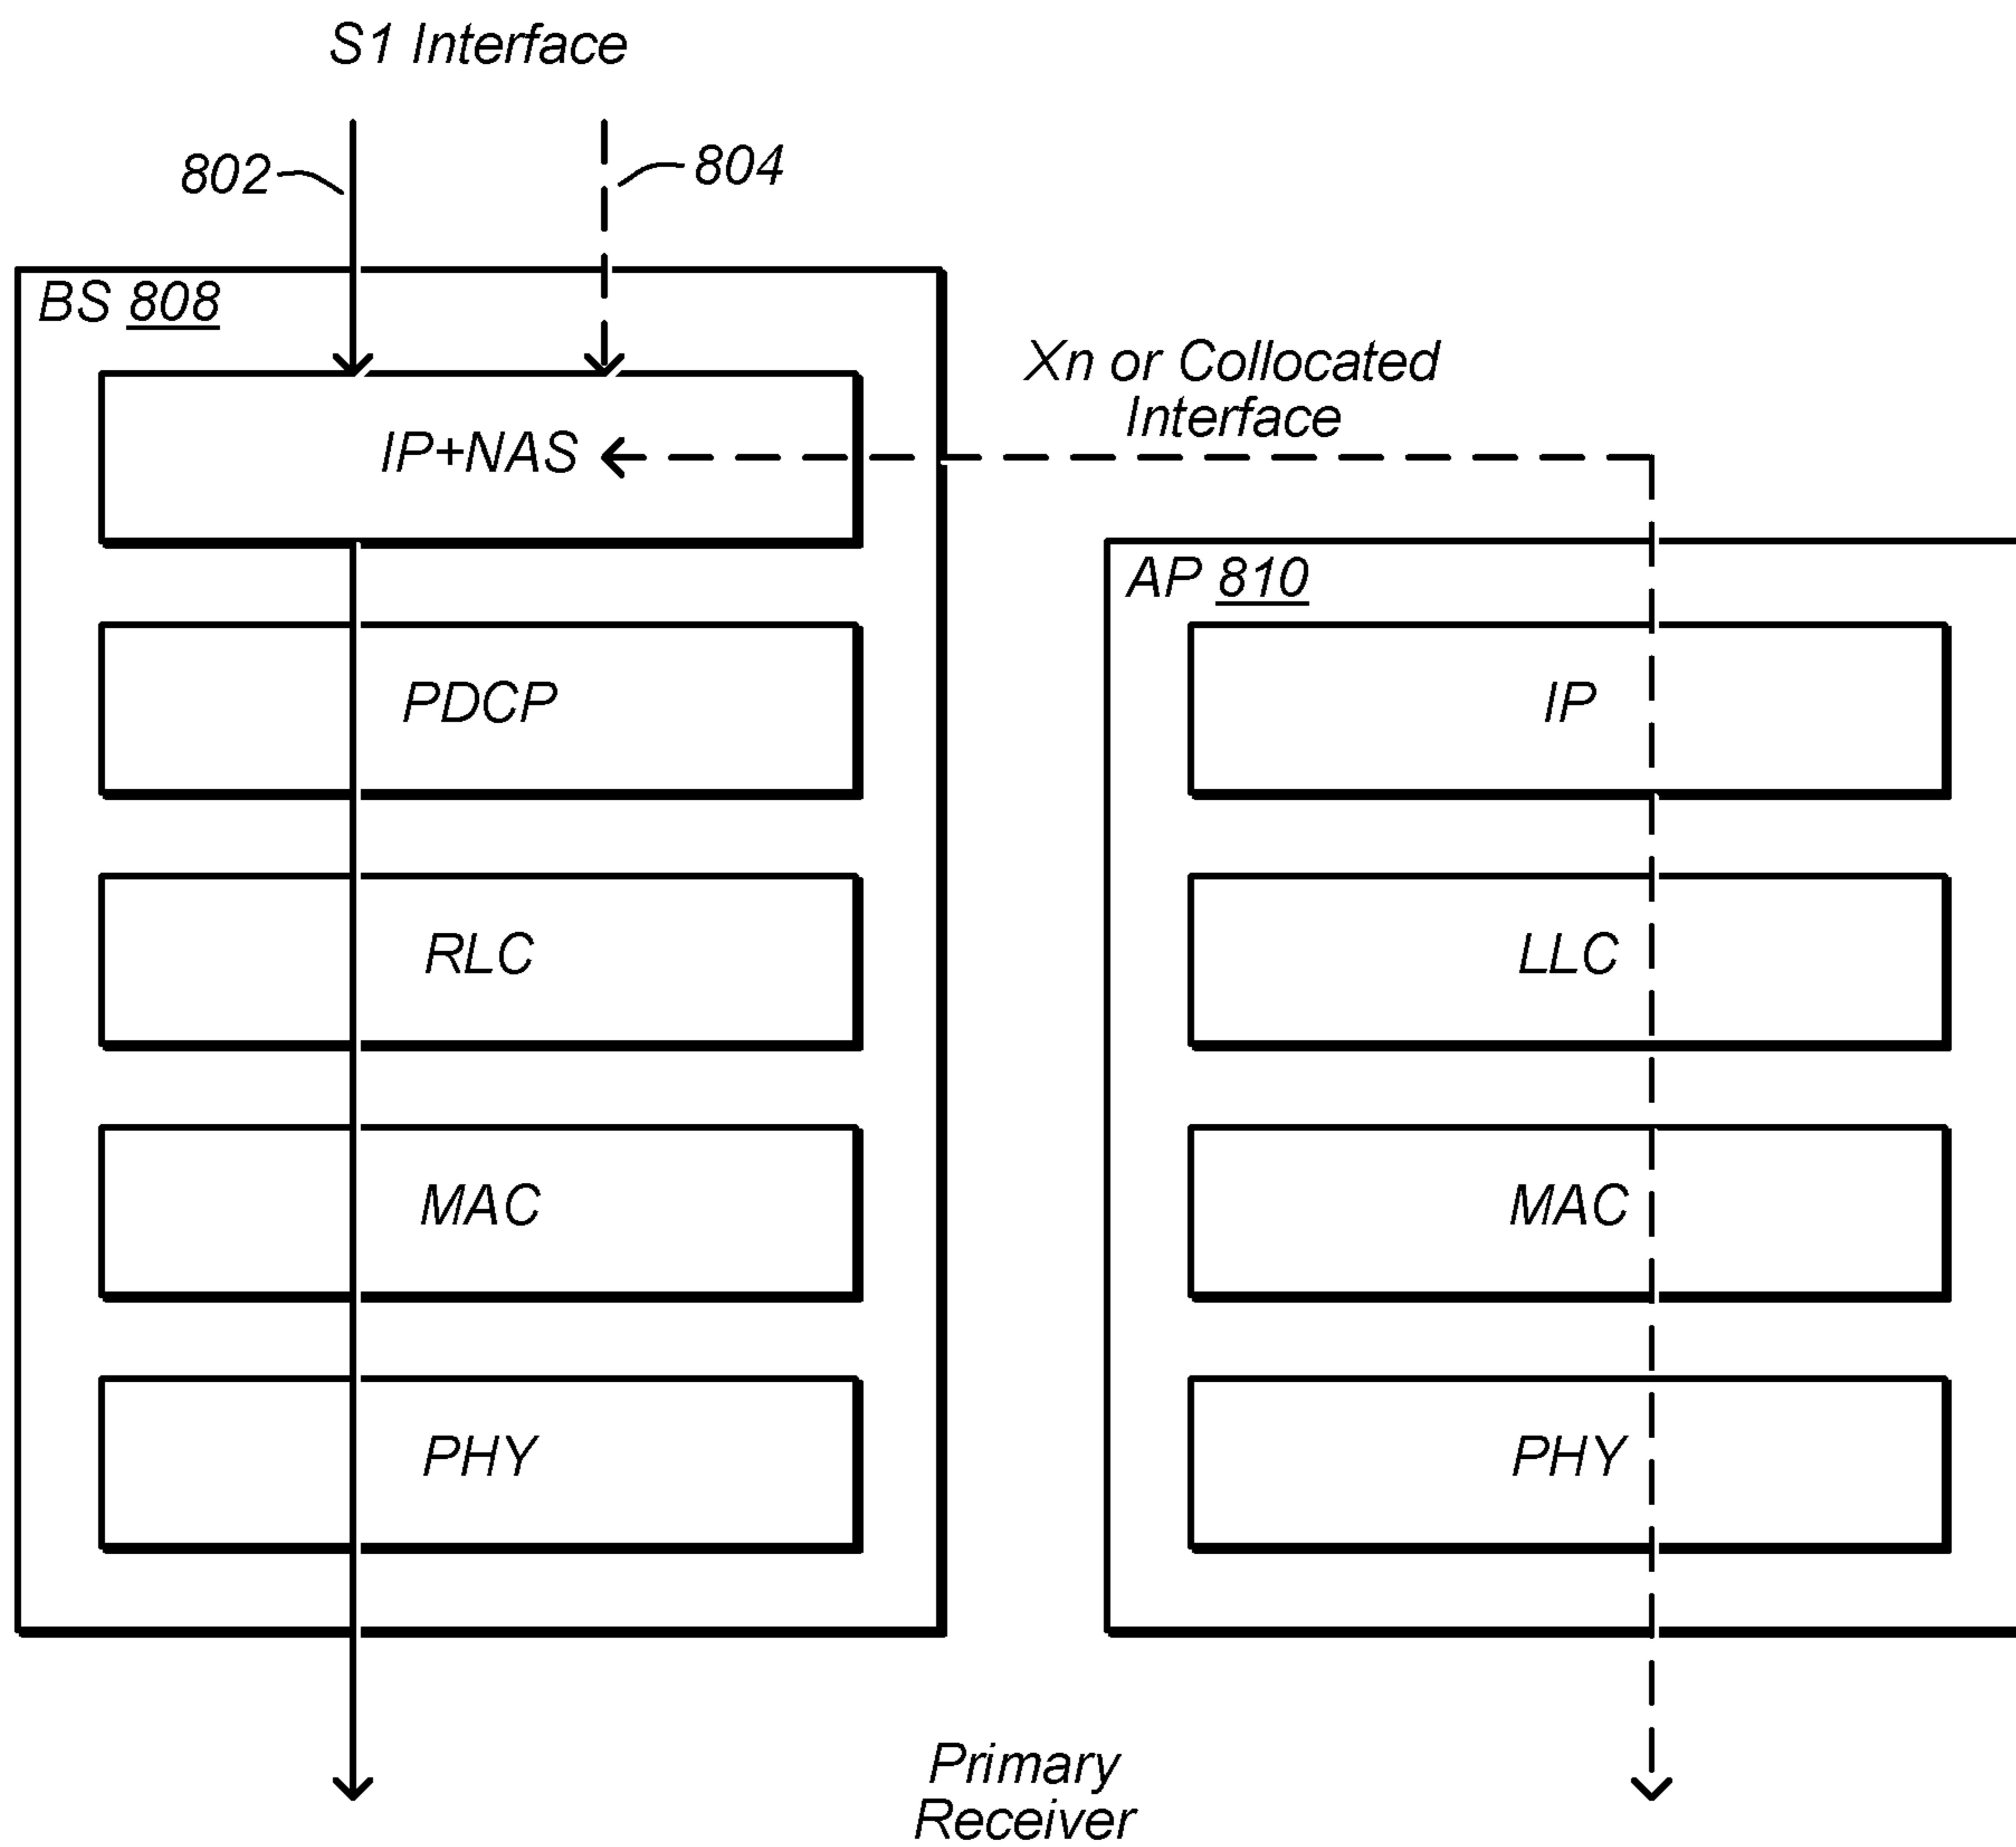 S1 Interface
802
804
BS 808
Xn or Collocated
Interface
IP+NAS
AP 810
PDCP
IP
RLC
LLC
MAC
MAC
PHY
PHY
Primary
Receiver